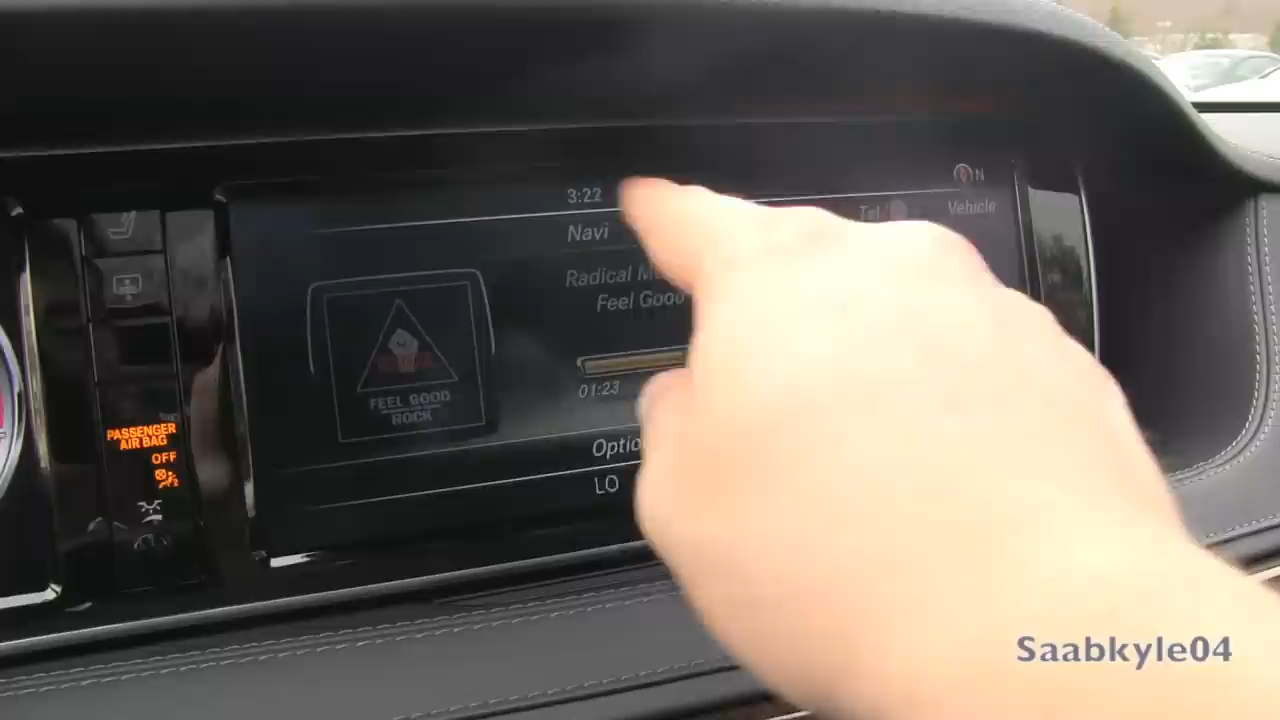 3:22
N
Navi
Tel
Vehicle
Radical
Feel Good
01:23
FEEL GOOD
ROCK
PASSENGER
AIR BAG
OFF
LO
Saabkyle04